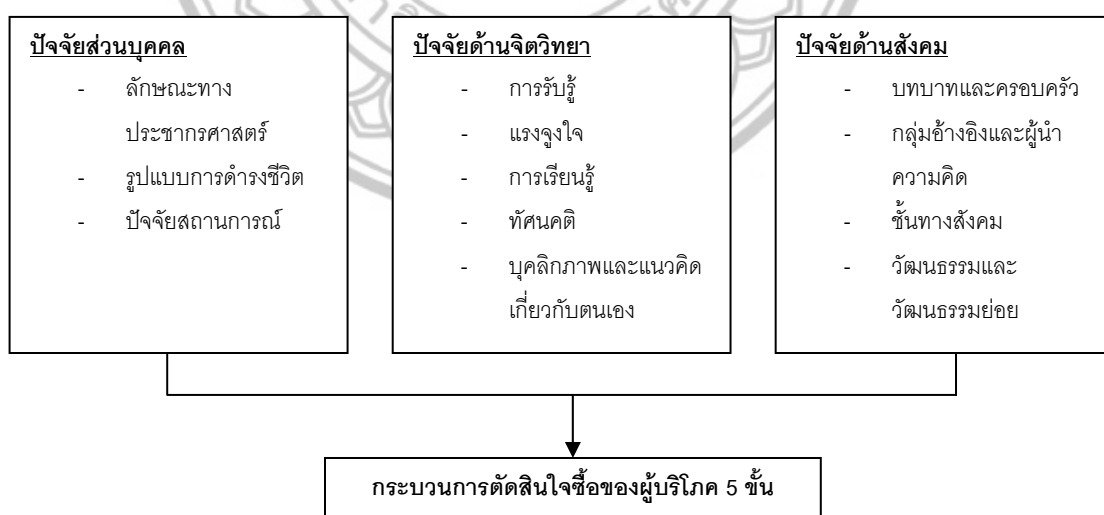 ปัจจัยส่วนบุคคล
- ลักษณะทาง
ประชากรศาสตร์
- รูปแบบการดำรงชีวิต
- ปัจจัยสถานการณ์
ปัจจัยด้านจิตวิทยา
- การรับรู้
- แรงจูงใจ
- การเรียนรู้
- ทัศนคติ
- บุคลิกภาพและแนวคิด
เกี่ยวกับตนเอง
ปัจจัยด้านสังคม
- บทบาทและครอบครัว
- กลุ่มอ้างอิงและผู้นำ
ความคิด
- ชั้นทางสังคม
- วัฒนธรรมและ
วัฒนธรรมย่อย
กระบวนการตัดสินใจซื้อของผู้บริโภค 5 ขั้น